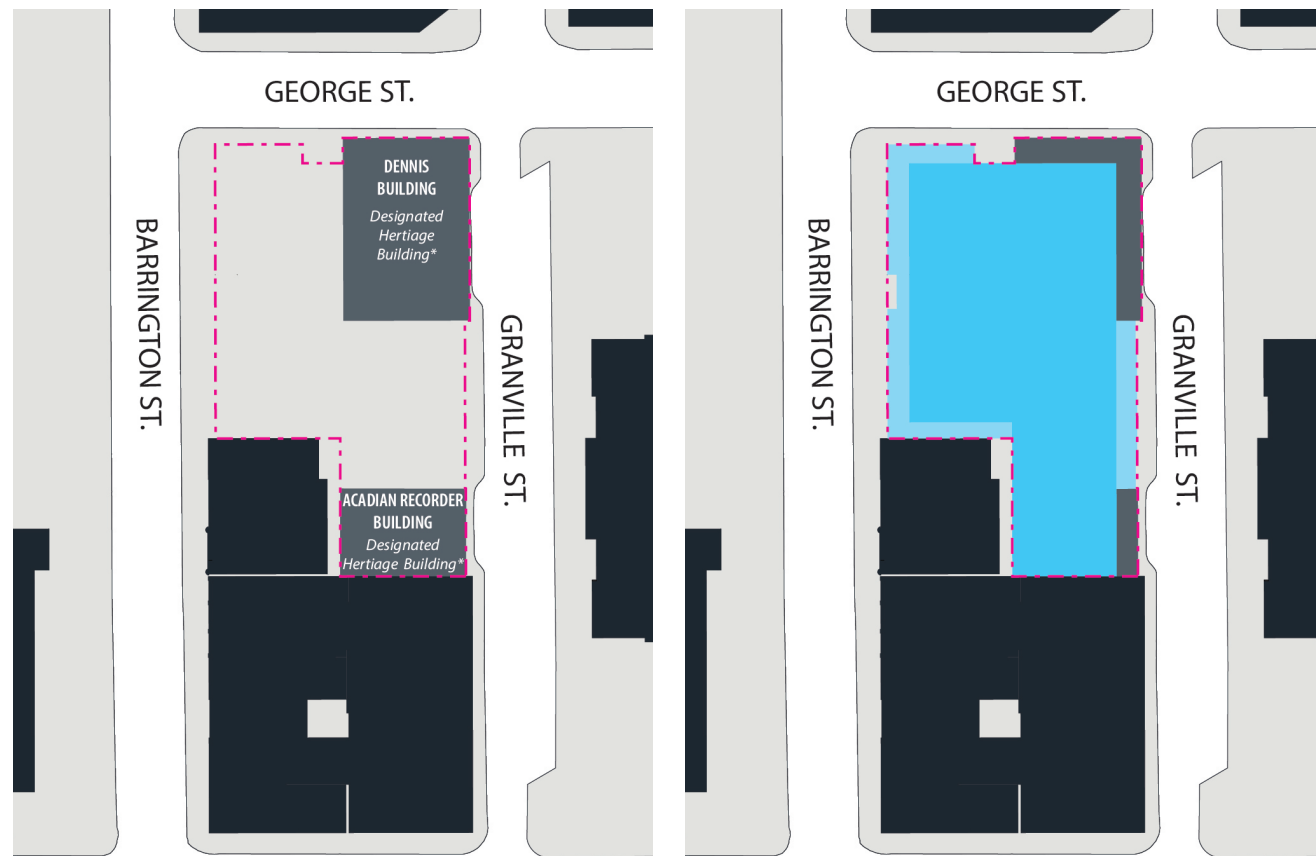 GEORGE ST.
DENNIS
BUILDING
Designated
Hertiage
Building*
BARRINGTON ST.
GRANVILLE ST.
ACADIAN RECORDER
BUILDING
Designated
Hertiage Building*
GEORGE ST.
BARRINGTON ST.
GRANVILLE ST.